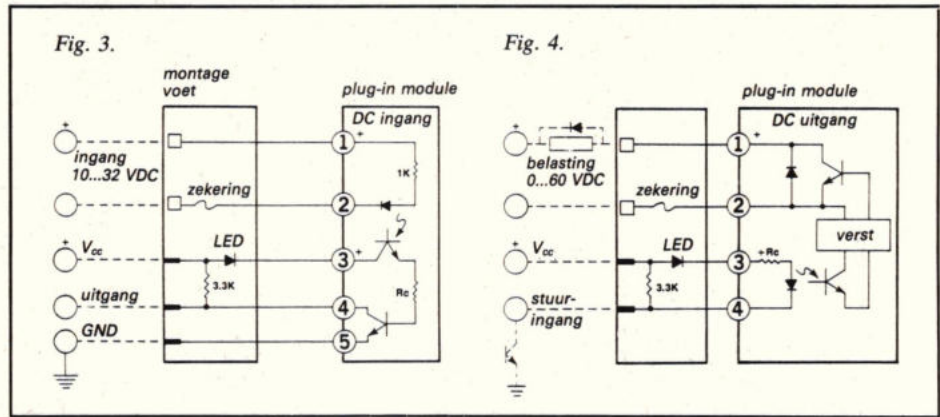 Fig. 3.
montage
voet
plug-in module
DC ingang
+
1
+
ingang
10...32 VDC
1K
zekering
2
+
Vcc
LED
3
+
3.3K
Rc
uitgang
4
GND
5
Fig. 4.
plug-in module
DC uitgang
+
1
+
belasting
0...60 VDC
zekering
2
verst
+
Vcc
LED
3
+Rc
3.3K
stuur-
ingang
4